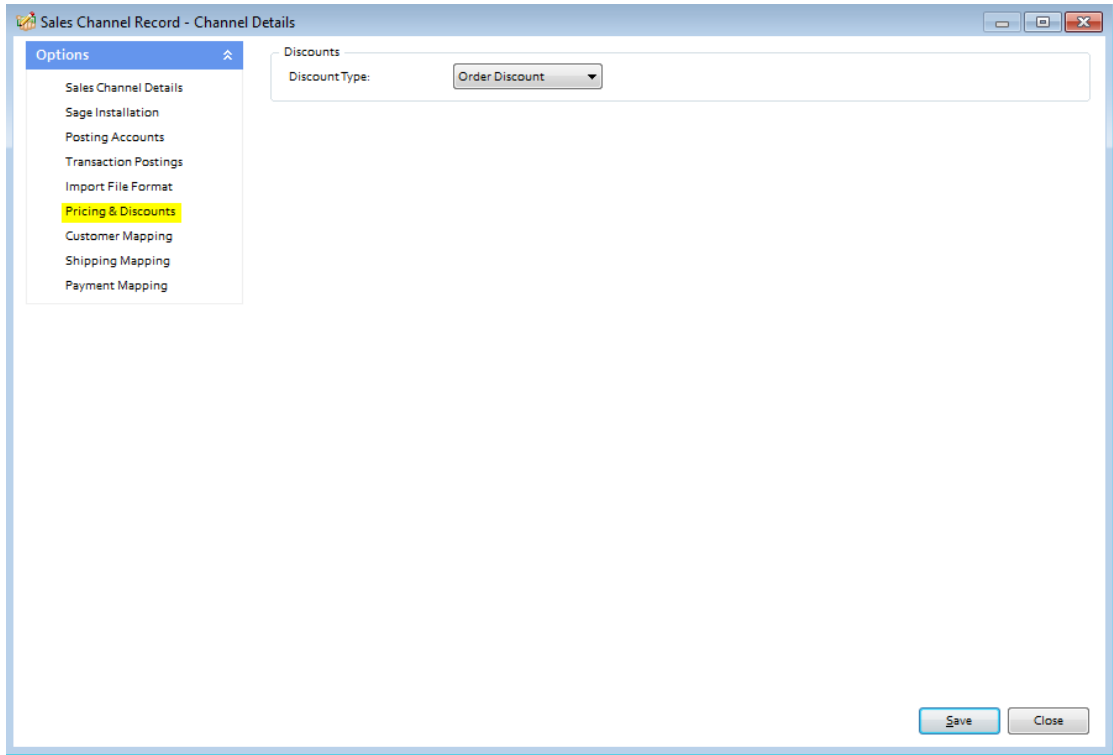 Sales Channel Record - Channel Details
Options
Sales Channel Details
Sage Installation
Posting Accounts
Transaction Postings
Import File Format
Pricing & Discounts
Customer Mapping
Shipping Mapping
Payment Mapping
Discounts
Discount Type:
Order Discount
Save
Close